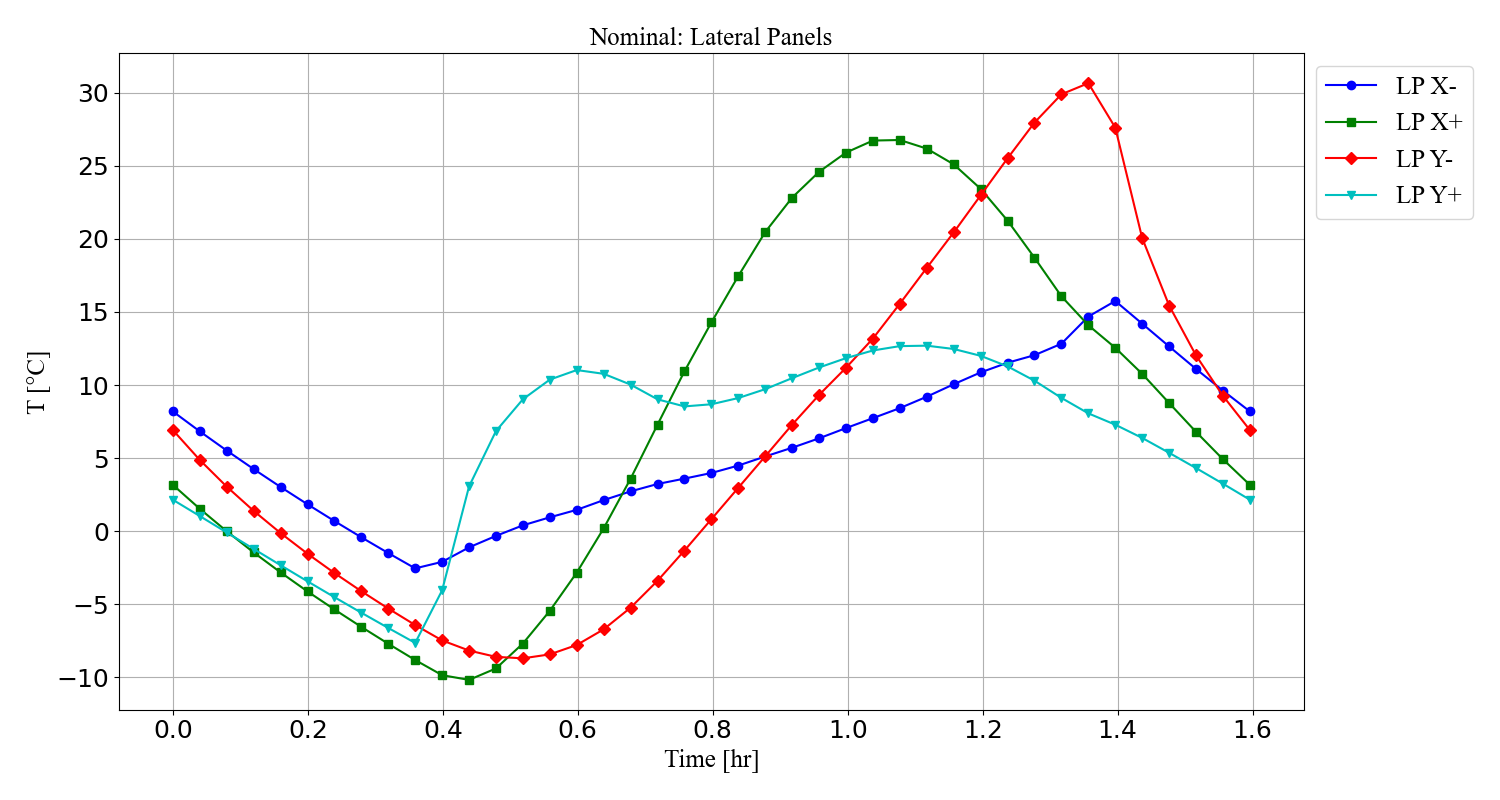 Nominal: Lateral Panels
T [°C]
30
25
20
15
10
5
0
−5
−10
0.0 0.2 0.4 0.6 0.8 1.0 1.2 1.4 1.6
Time [hr]
LP X-
LP X+
LP Y-
LP Y+